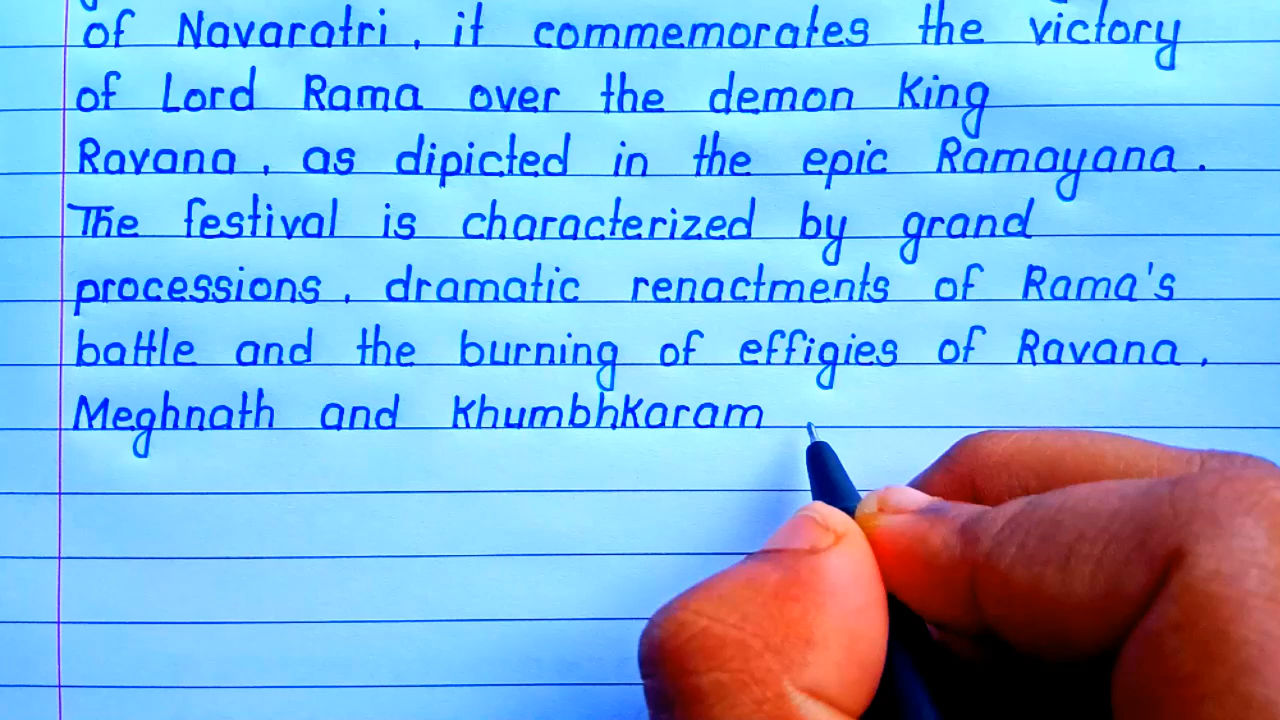 of Navaratri, it commemorates the victory
of Lord Rama over the demon King
Ravana, as dipicted in the epic Ramayana.
The festival is characterized by grand
processions, dramatic renactments of Rama's
battle and the burning of effigies of Ravana,
Meghnath and Khumbhkaram